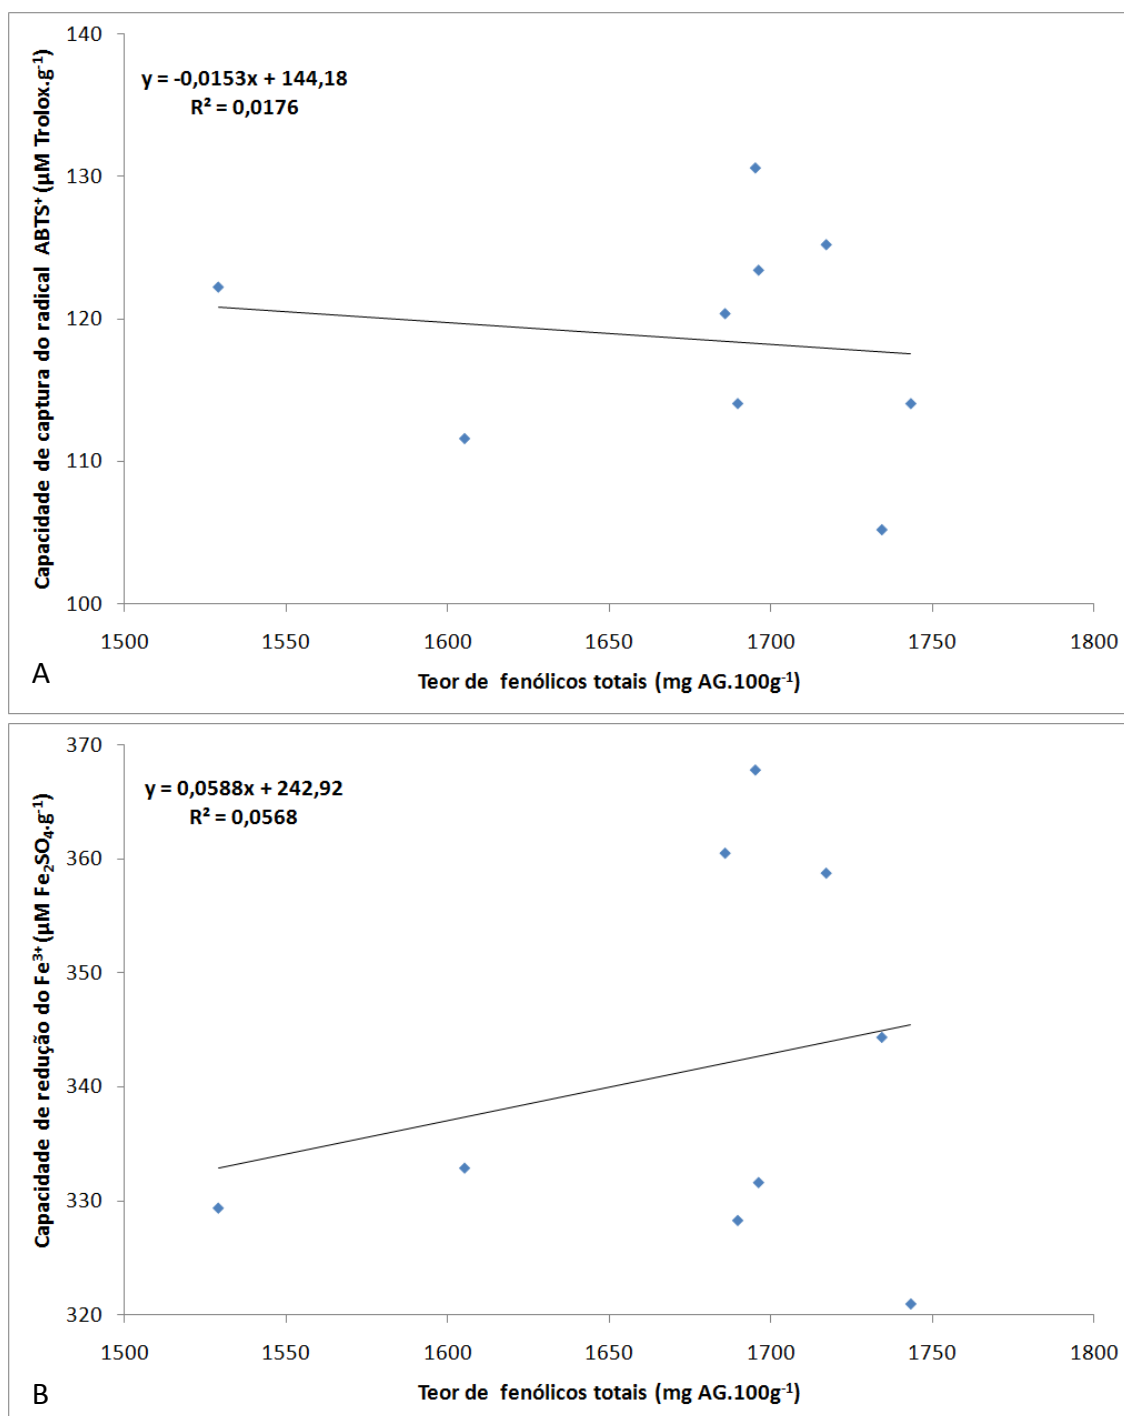 140
y = -0,0153x + 144,18
R² = 0,0176
130
120
110
100
Capacidade de captura do radical ABTS⁺ (µM Trolox.g⁻¹)
1500 1550 1600 1650 1700 1750 1800
Teor de fenólicos totais (mg AG.100g⁻¹)
A
370
y = 0,0588x + 242,92
R² = 0,0568
360
350
340
330
320
Capacidade de redução do Fe³⁺ (µM Fe₂SO₄.g⁻¹)
1500 1550 1600 1650 1700 1750 1800
Teor de fenólicos totais (mg AG.100g⁻¹)
B